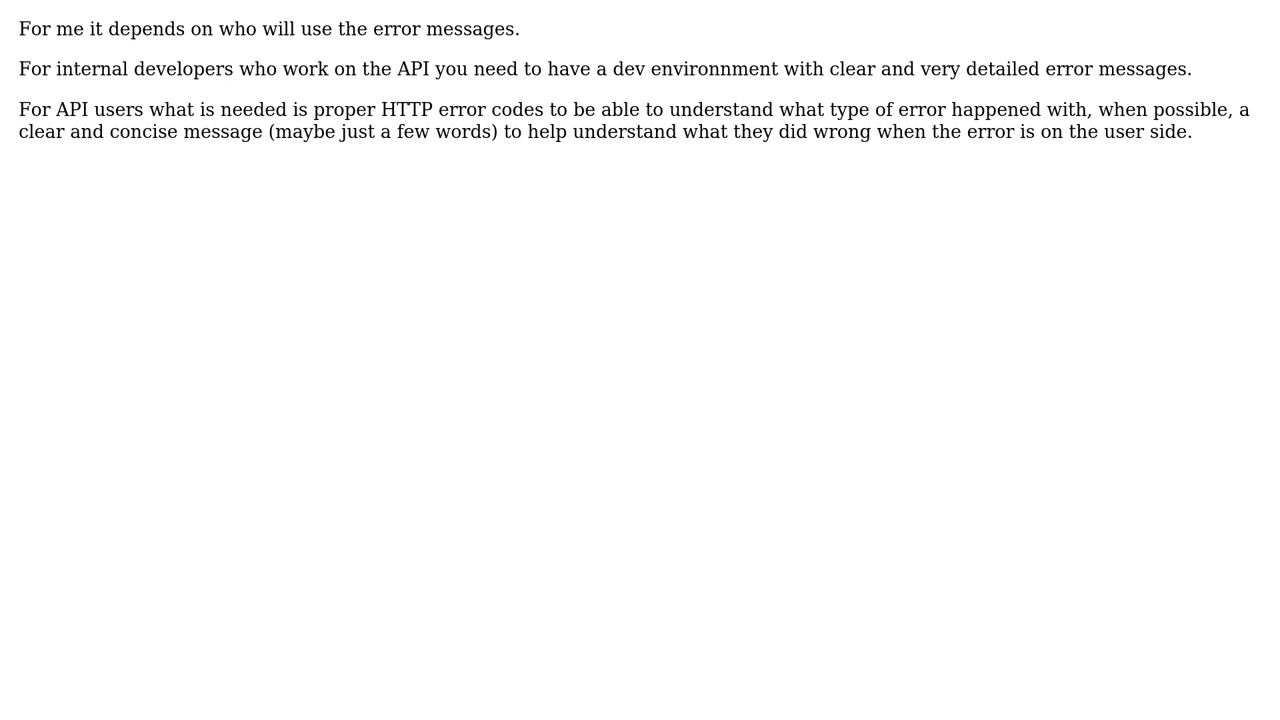 For me it depends on who will use the error messages.
For internal developers who work on the API you need to have a dev environnment with clear and very detailed error messages.
For API users what is needed is proper HTTP error codes to be able to understand what type of error happened with, when possible, a
clear and concise message (maybe just a few words) to help understand what they did wrong when the error is on the user side.